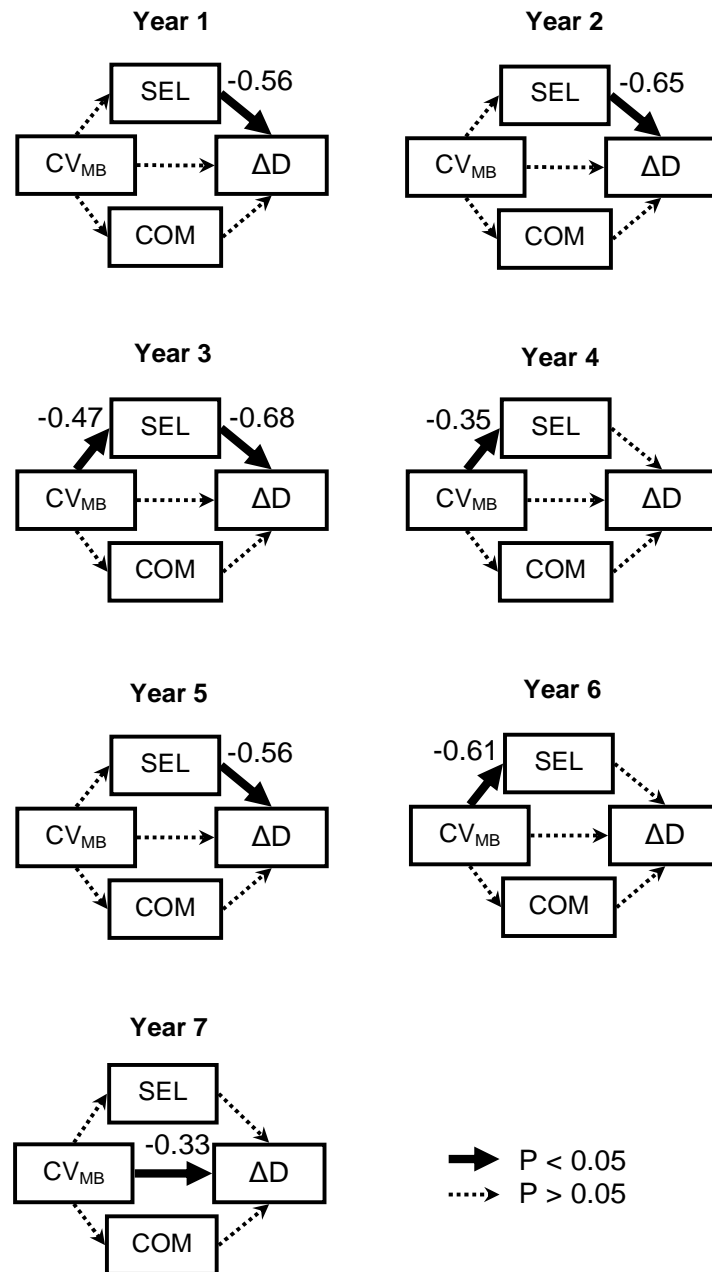 Year 1
SEL
-0.56
CV_MB
ΔD
COM
Year 2
SEL
-0.65
CV_MB
ΔD
COM
Year 3
-0.47
SEL
-0.68
CV_MB
ΔD
COM
Year 4
-0.35
SEL
CV_MB
ΔD
COM
Year 5
SEL
-0.56
CV_MB
ΔD
COM
Year 6
-0.61
SEL
CV_MB
ΔD
COM
Year 7
SEL
-0.33
CV_MB
ΔD
COM
P < 0.05
P > 0.05